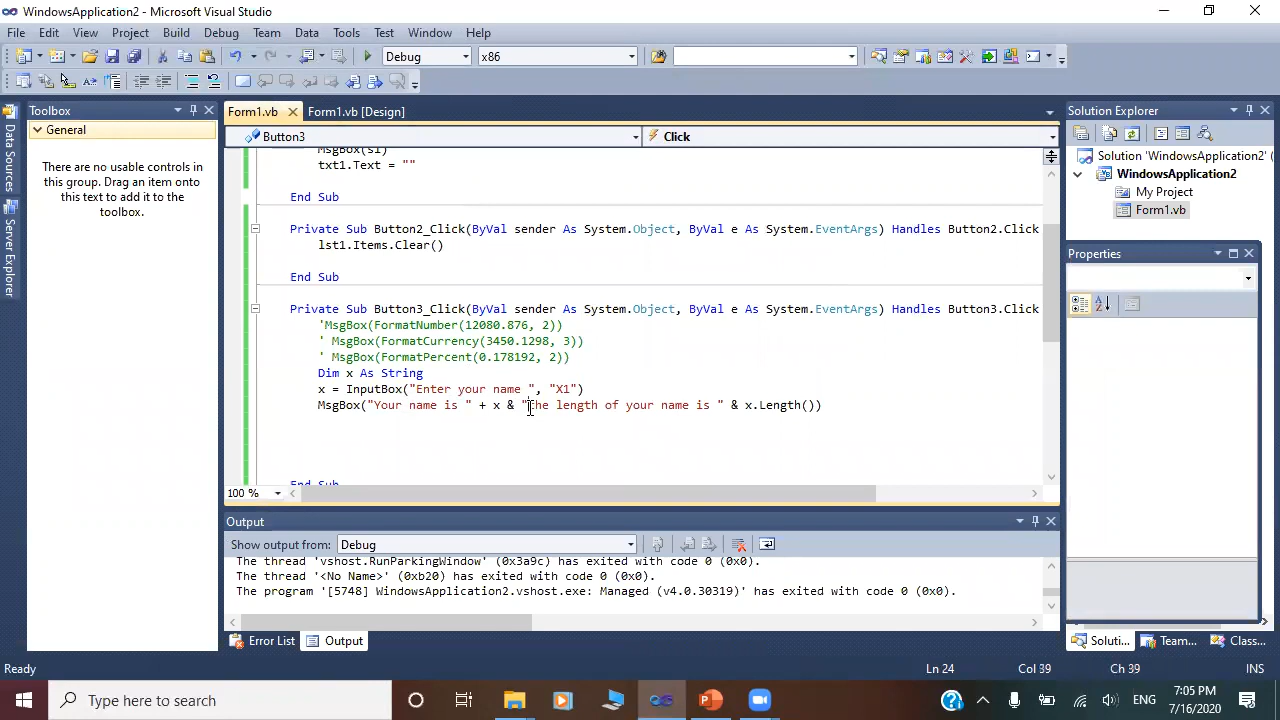 WindowsApplication2 - Microsoft Visual Studio
File Edit View Project Build Debug Team Data Tools Test Window Help
Debug x86
Toolbox
General
There are no usable controls in
this group. Drag an item onto
this text to add it to the
toolbox.
Data Sources
Server Explorer
Form1.vb Form1.vb [Design]
Button3 Click
MsgBox(s1)
txt1.Text = ""
End Sub
Private Sub Button2_Click(ByVal sender As System.Object, ByVal e As System.EventArgs) Handles Button2.Click
lst1.Items.Clear()
End Sub
Private Sub Button3_Click(ByVal sender As System.Object, ByVal e As System.EventArgs) Handles Button3.Click
'MsgBox(FormatNumber(12080.876, 2))
' MsgBox(FormatCurrency(3450.1298, 3))
' MsgBox(FormatPercent(0.178192, 2))
Dim x As String
x = InputBox("Enter your name ", "X1")
MsgBox("Your name is " + x & "The length of your name is " & x.Length())
End Sub
100 %
Output
Show output from: Debug
The thread 'vshost.RunParkingWindow' (0x3a9c) has exited with code 0 (0x0).
The thread '<No Name>' (0xb20) has exited with code 0 (0x0).
The program '[5748] WindowsApplication2.vshost.exe: Managed (v4.0.30319)' has exited with code 0 (0x0).
Error List Output
Solution Explorer
Solution 'WindowsApplication2' (
WindowsApplication2
My Project
Form1.vb
Properties
Soluti... Team... Class...
Ready Ln 24 Col 39 Ch 39 INS
Type here to search
ENG
7:05 PM
7/16/2020